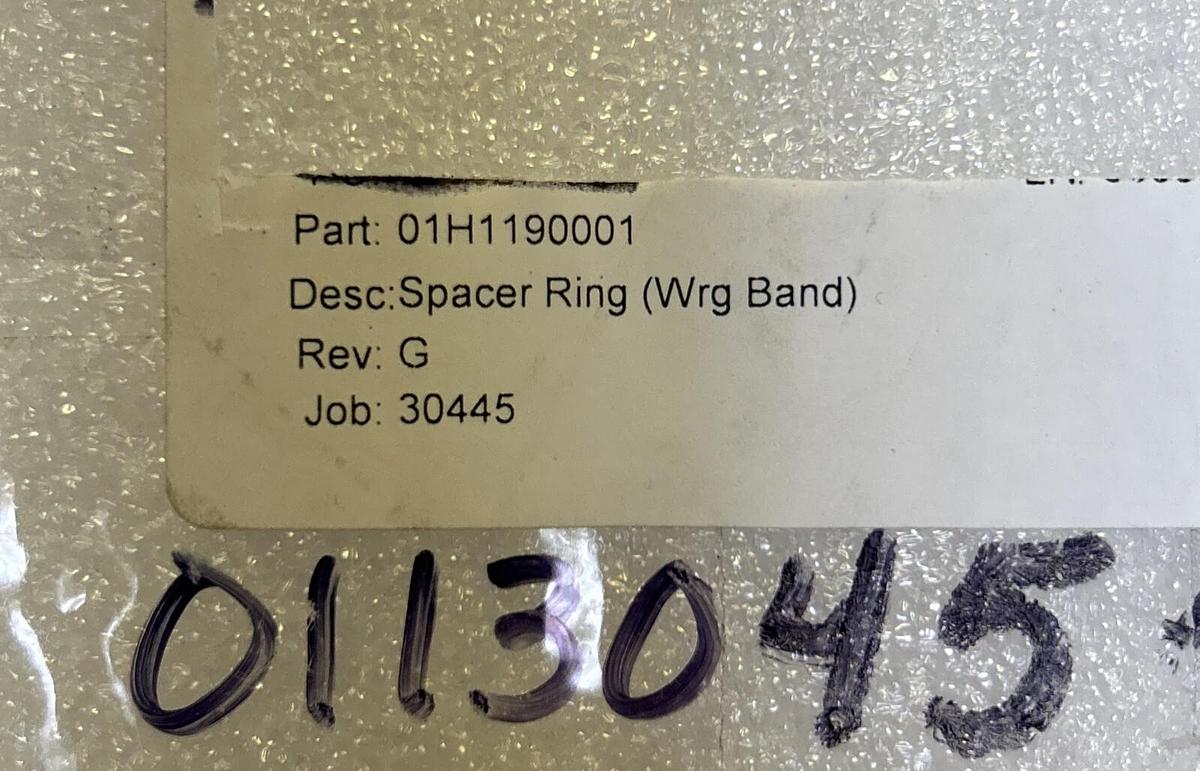 Part: 01H1190001
Desc:Spacer Ring (Wrg Band)
Rev: G
Job: 30445
0113045